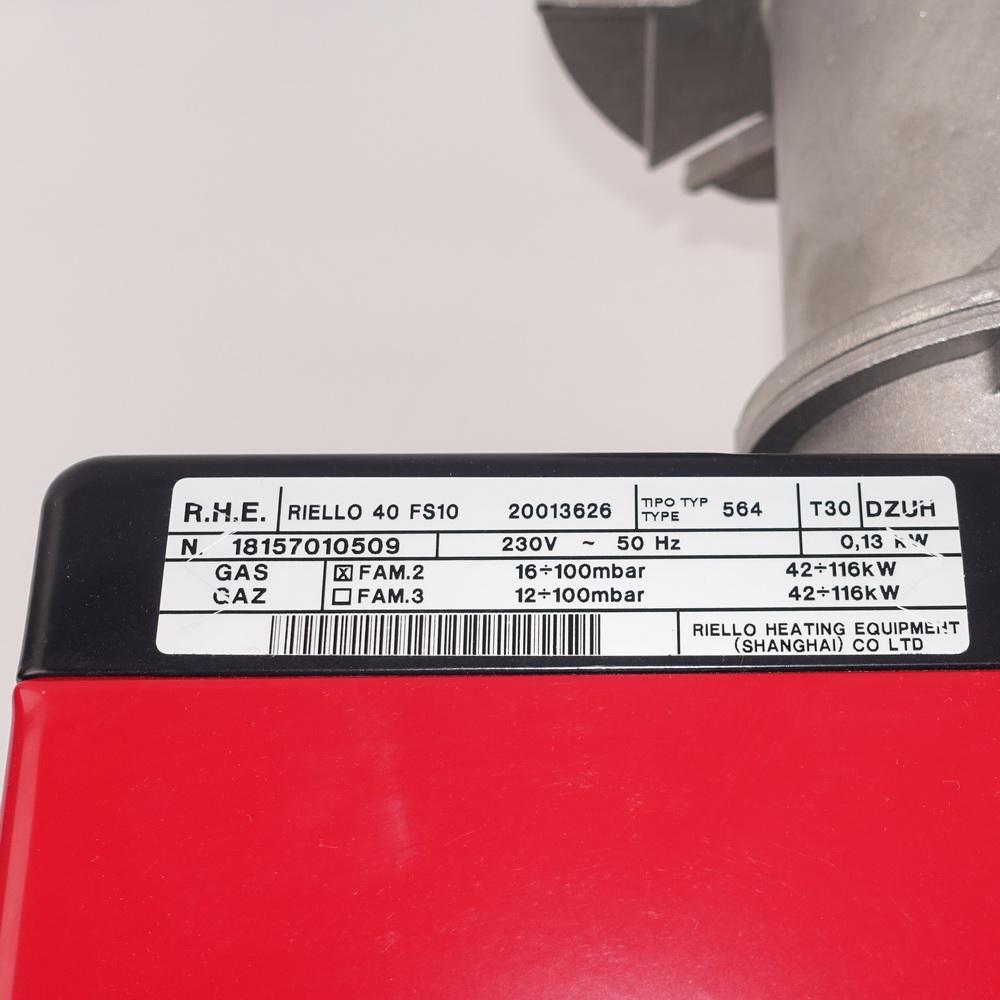 R.H.E. RIELLO 40 FS10 20013626 TIPO TYP TYPE 564 T30 DZUH
N. 18157010509 230V ~ 50 Hz 0,13 kW
GAS ☒ FAM.2 16÷100mbar 42÷116kW
GAZ ☐ FAM.3 12÷100mbar 42÷116kW
RIELLO HEATING EQUIPMENT
(SHANGHAI) CO LTD